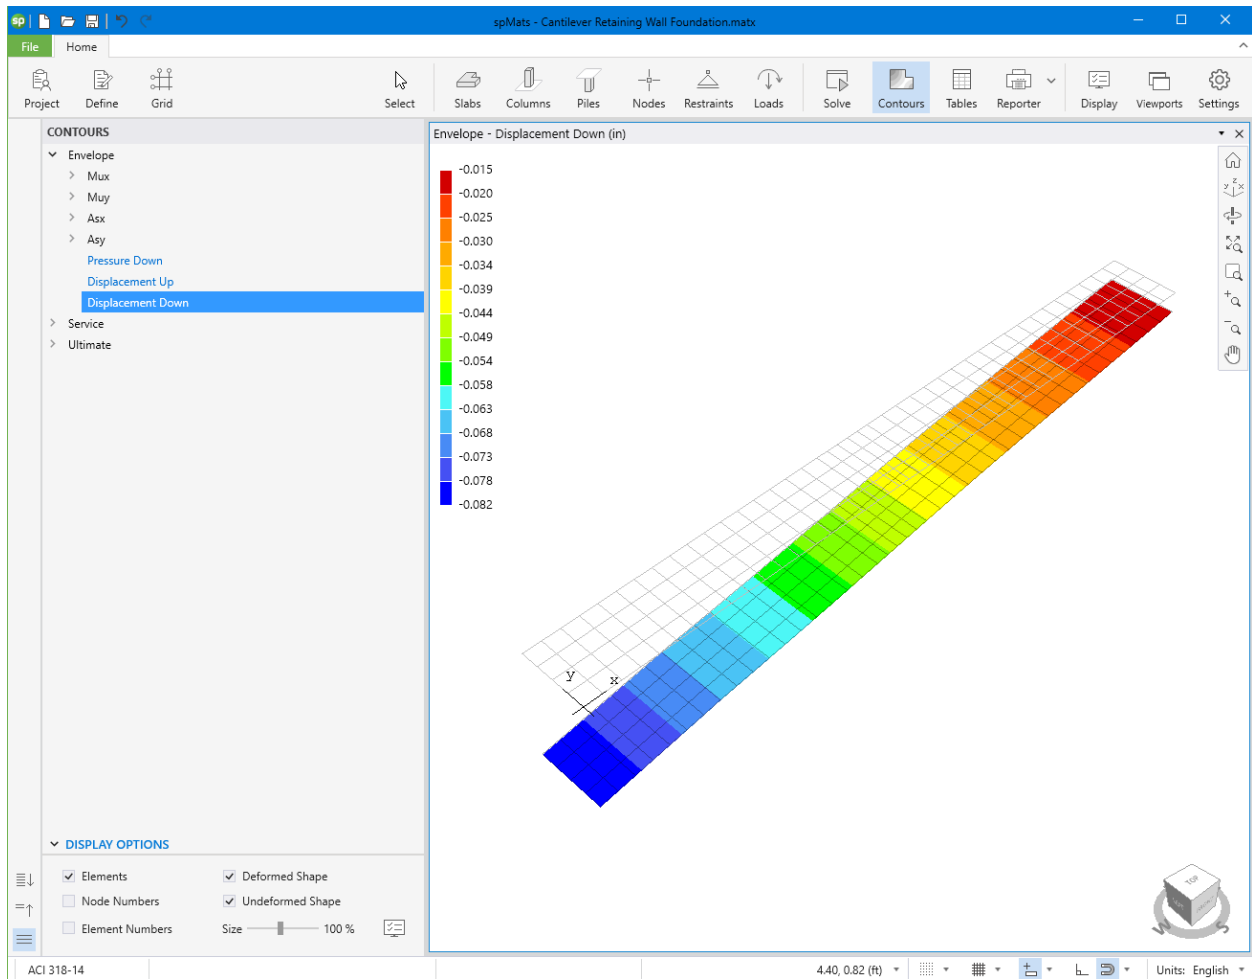 sp
spMats - Cantilever Retaining Wall Foundation.matx
File Home
Project Define Grid Select Slabs Columns Piles Nodes Restraints Loads Solve Contours Tables Reporter Display Viewports Settings
CONTOURS
Envelope
Mux
Muy
Asx
Asy
Pressure Down
Displacement Up
Displacement Down
Service
Ultimate
DISPLAY OPTIONS
Elements Deformed Shape
Node Numbers Undeformed Shape
Element Numbers Size 100 %
Envelope - Displacement Down (in)
-0.015
-0.020
-0.025
-0.030
-0.034
-0.039
-0.044
-0.049
-0.054
-0.058
-0.063
-0.068
-0.073
-0.078
-0.082
y x
z
y x
TOP
W S
ACI 318-14 4.40, 0.82 (ft) Units: English